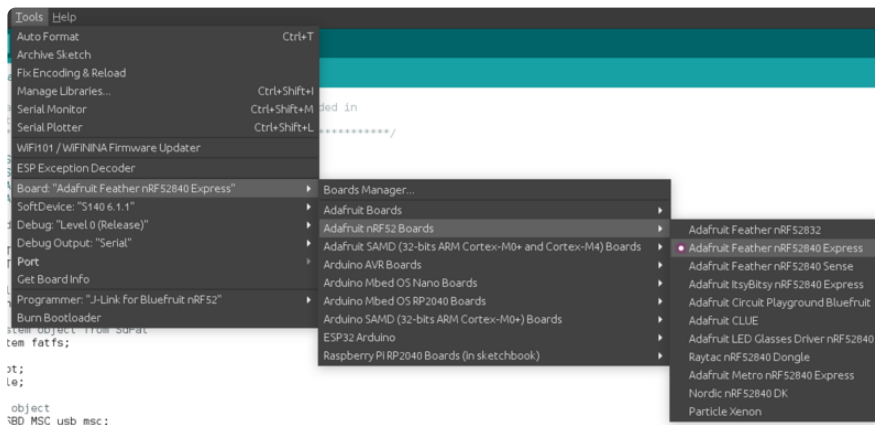 Tools Help
Auto Format Ctrl+T
Archive Sketch
Fix Encoding & Reload
Manage Libraries... Ctrl+Shift+I
Serial Monitor Ctrl+Shift+M
Serial Plotter Ctrl+Shift+L
WiFi101 / WiFiNINA Firmware Updater
ESP Exception Decoder
Board: "Adafruit Feather nRF52840 Express"
SoftDevice: "S140 6.1.1"
Debug: "Level 0 (Release)"
Debug Output: "Serial"
Port
Get Board Info
Programmer: "J-Link for Bluefruit nRF52"
Burn Bootloader
Boards Manager...
Adafruit Boards
Adafruit nRF52 Boards
Adafruit SAMD (32-bits ARM Cortex-M0+ and Cortex-M4) Boards
Arduino AVR Boards
Arduino Mbed OS Nano Boards
Arduino Mbed OS RP2040 Boards
Arduino SAMD (32-bits ARM Cortex-M0+) Boards
ESP32 Arduino
Raspberry Pi RP2040 Boards (in sketchbook)
Adafruit Feather nRF52832
Adafruit Feather nRF52840 Express
Adafruit Feather nRF52840 Sense
Adafruit ItsyBitsy nRF52840 Express
Adafruit Circuit Playground Bluefruit
Adafruit CLUE
Adafruit LED Glasses Driver nRF52840
Raytac nRF52840 Dongle
Adafruit Metro nRF52840 Express
Nordic nRF52840 DK
Particle Xenon
ded in
***********/
stem object from SdFat
tem fatfs;
ot;
le;
object
SBD_MSC usb_msc;